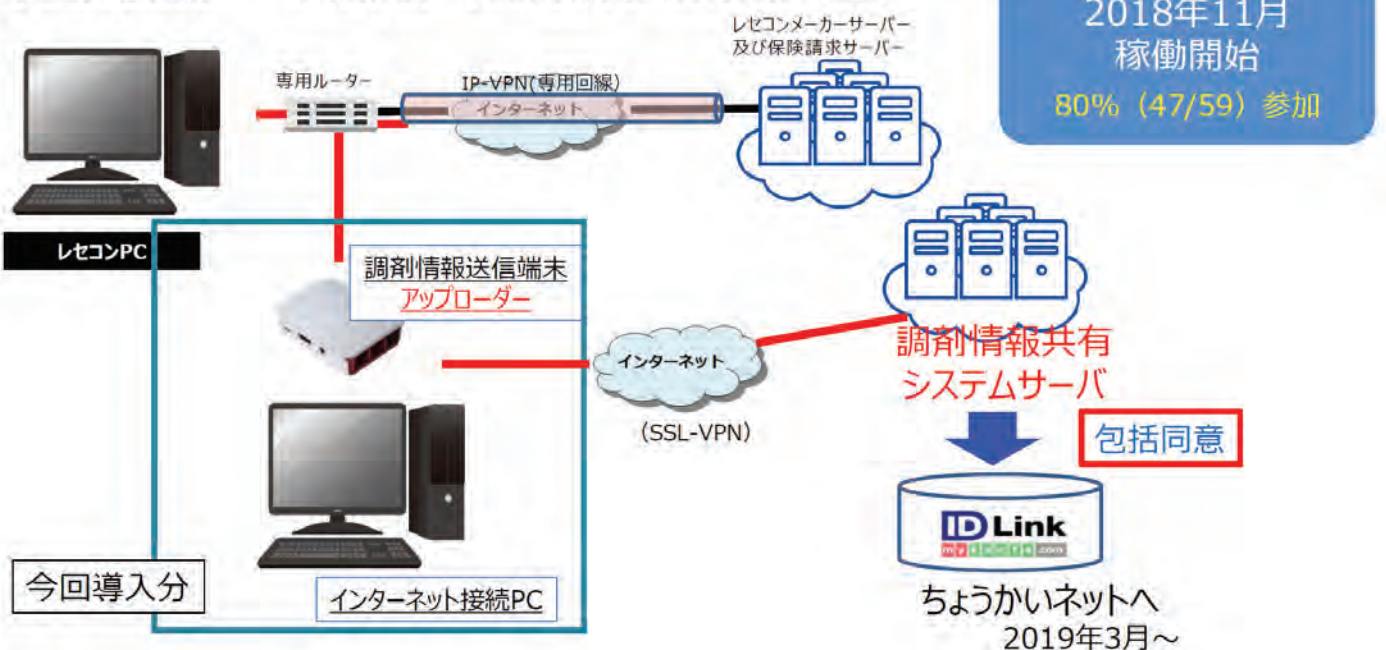 2018年11月
稼働開始
80%（47/59）参加
レセコンメーカーサーバー
及び保険請求サーバー
専用ルーター
IP-VPN(専用回線)
インターネット
レセコンPC
調剤情報送信端末
アップローダー
インターネット
（SSL-VPN）
調剤情報共有
システムサーバ
包括同意
ID Link
今回導入分
インターネット接続PC
ちょうかいネットへ
2019年3月～